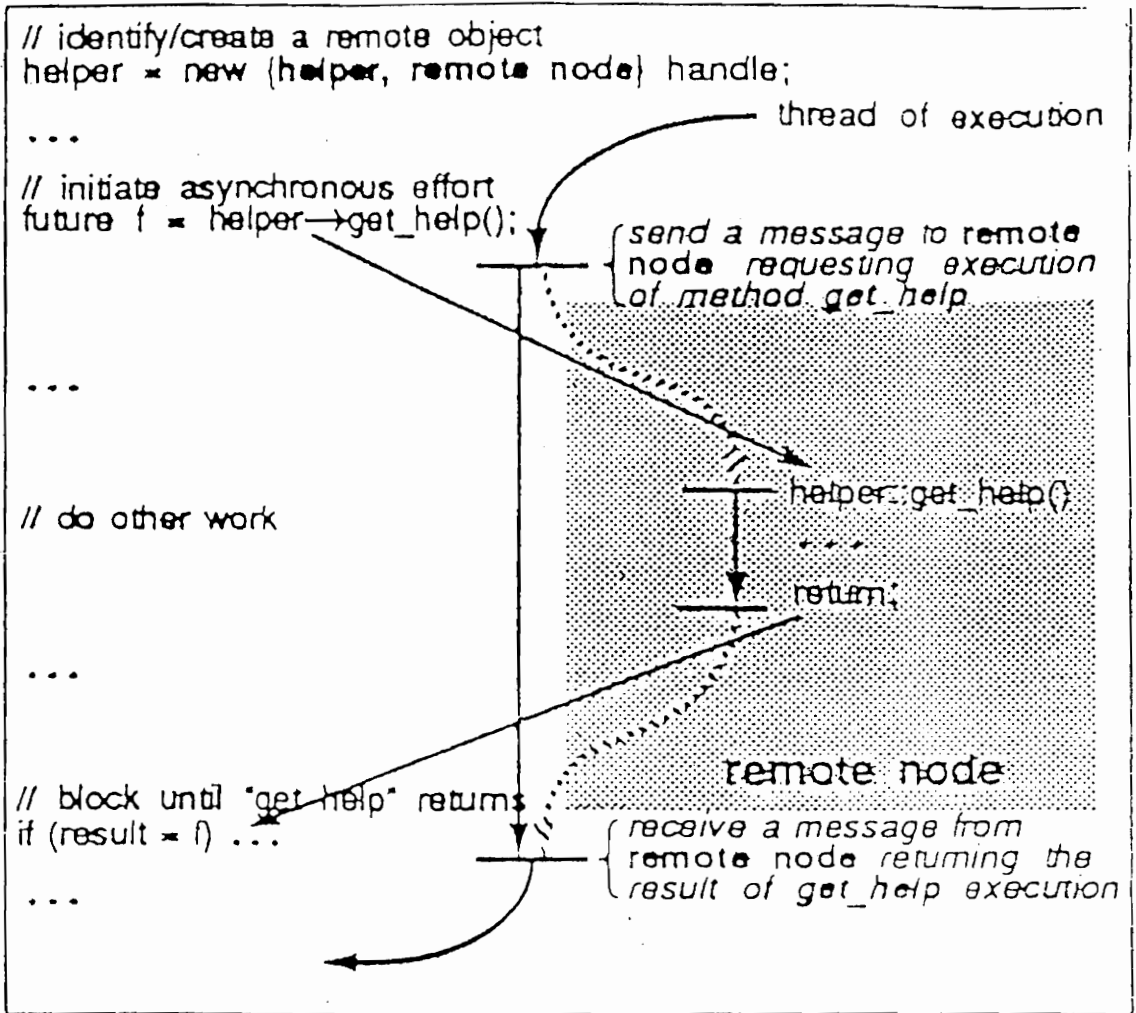 // identify/create a remote object
helper = new {helper, remote node} handle;
...
thread of execution
// initiate asynchronous effort
future f = helper→get_help();
send a message to remote
node requesting execution
of method get_help
...
helper::get_help()
// do other work
...
return;
...
remote node
// block until "get_help" returns
if (result = f) ...
receive a message from
remote node returning the
result of get_help execution
...